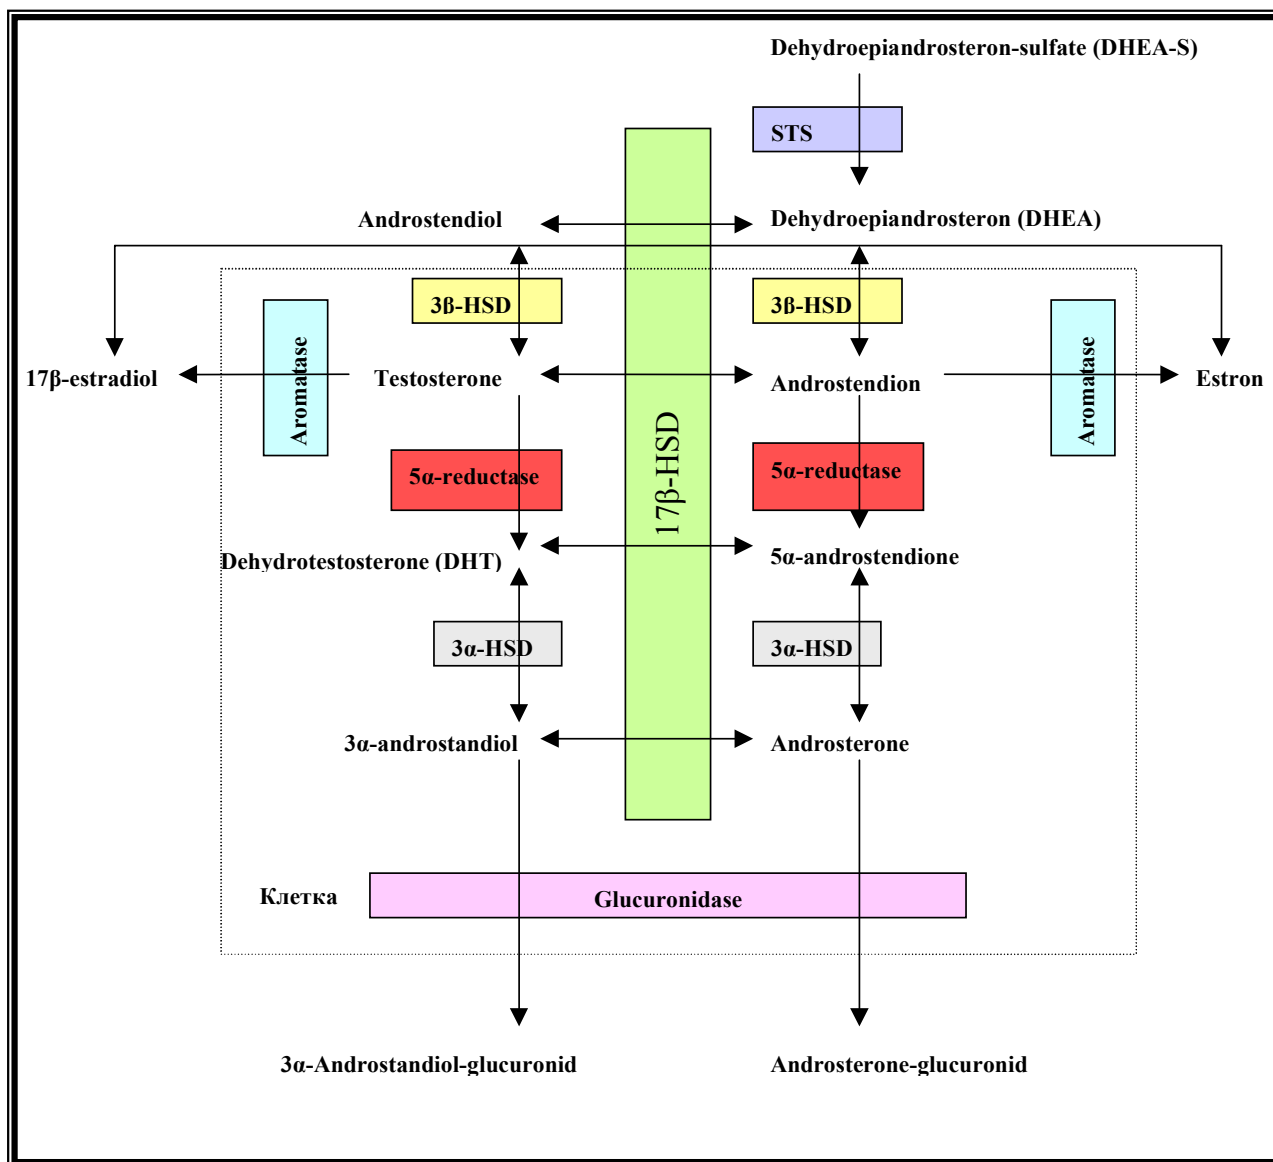 Dehydroepiandrosteron-sulfate (DHEA-S)
STS
Androstendiol
Dehydroepiandrosteron (DHEA)
3ß-HSD
3ß-HSD
17β-estradiol
Aromatase
Testosterone
17β-HSD
Androstendion
Aromatase
Estron
5α-reductase
5α-reductase
Dehydrotestosterone (DHT)
5α-androstendione
3α-HSD
3α-HSD
3α-androstandiol
Androsterone
Клетка
Glucuronidase
3α-Androstandiol-glucuronid
Androsterone-glucuronid